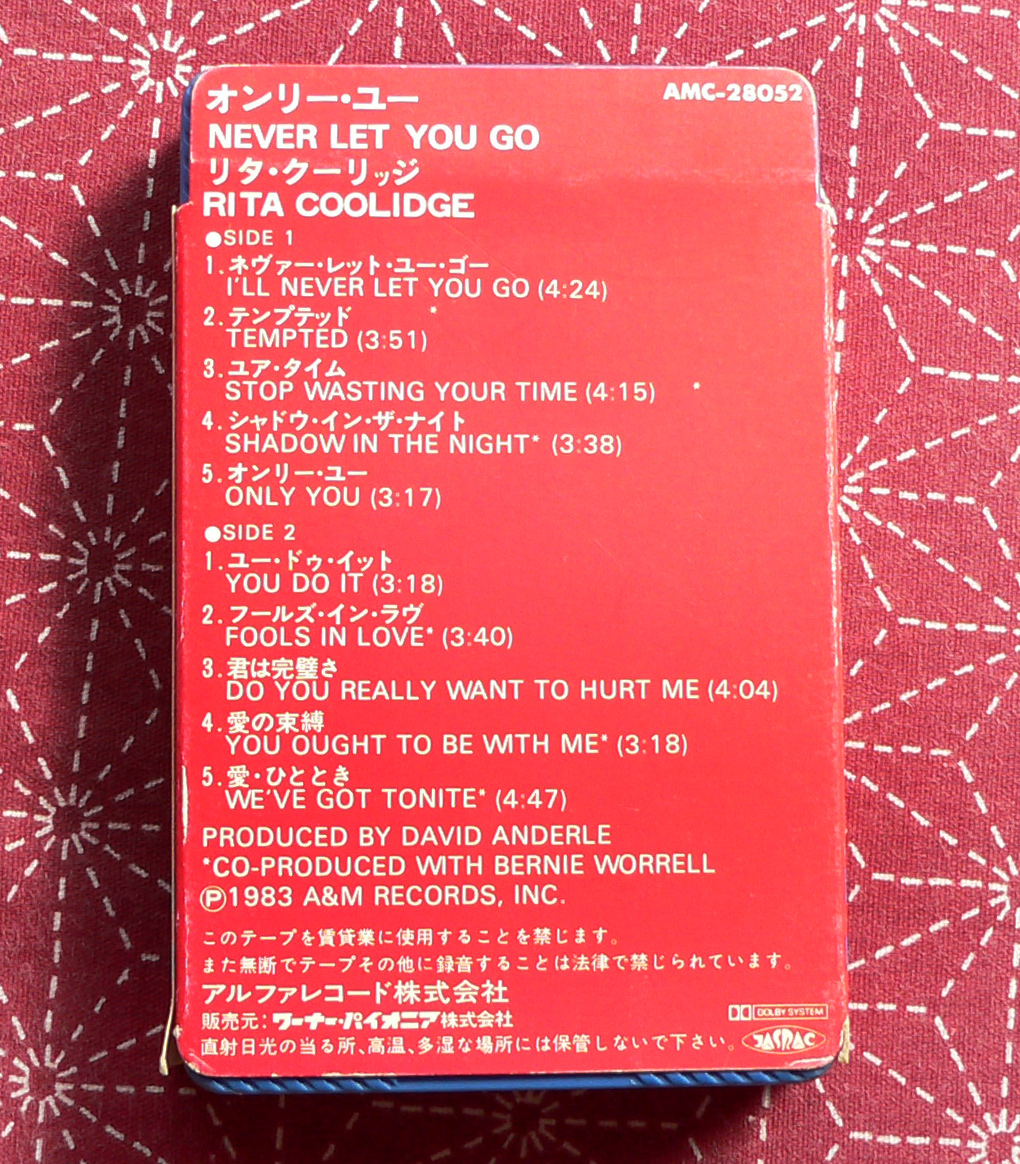 オンリー・ユー
AMC-28052
NEVER LET YOU GO
リタ・クーリッジ
RITA COOLIDGE
●SIDE 1
1.ネヴァー・レット・ユー・ゴー
I'LL NEVER LET YOU GO (4:24)
2.テンプテッド
TEMPTED (3:51)
3.ユア・タイム
STOP WASTING YOUR TIME (4:15)
4.シャドウ・イン・ザ・ナイト
SHADOW IN THE NIGHT* (3:38)
5.オンリー・ユー
ONLY YOU (3:17)
●SIDE 2
1.ユー・ドゥ・イット
YOU DO IT (3:18)
2.フールズ・イン・ラヴ
FOOLS IN LOVE* (3:40)
3.君は完璧さ
DO YOU REALLY WANT TO HURT ME (4:04)
4.愛の束縛
YOU OUGHT TO BE WITH ME* (3:18)
5.愛・ひととき
WE'VE GOT TONITE* (4:47)
PRODUCED BY DAVID ANDERLE
*CO-PRODUCED WITH BERNIE WORRELL
Ⓟ1983 A&M RECORDS, INC.
このテープを賃貸業に使用することを禁じます。
また無断でテープその他に録音することは法律で禁じられています。
アルファレコード株式会社
販売元:ワーナー・パイオニア株式会社
DOLBY SYSTEM
直射日光の当る所、高温、多湿な場所には保管しないで下さい。
JASRAC